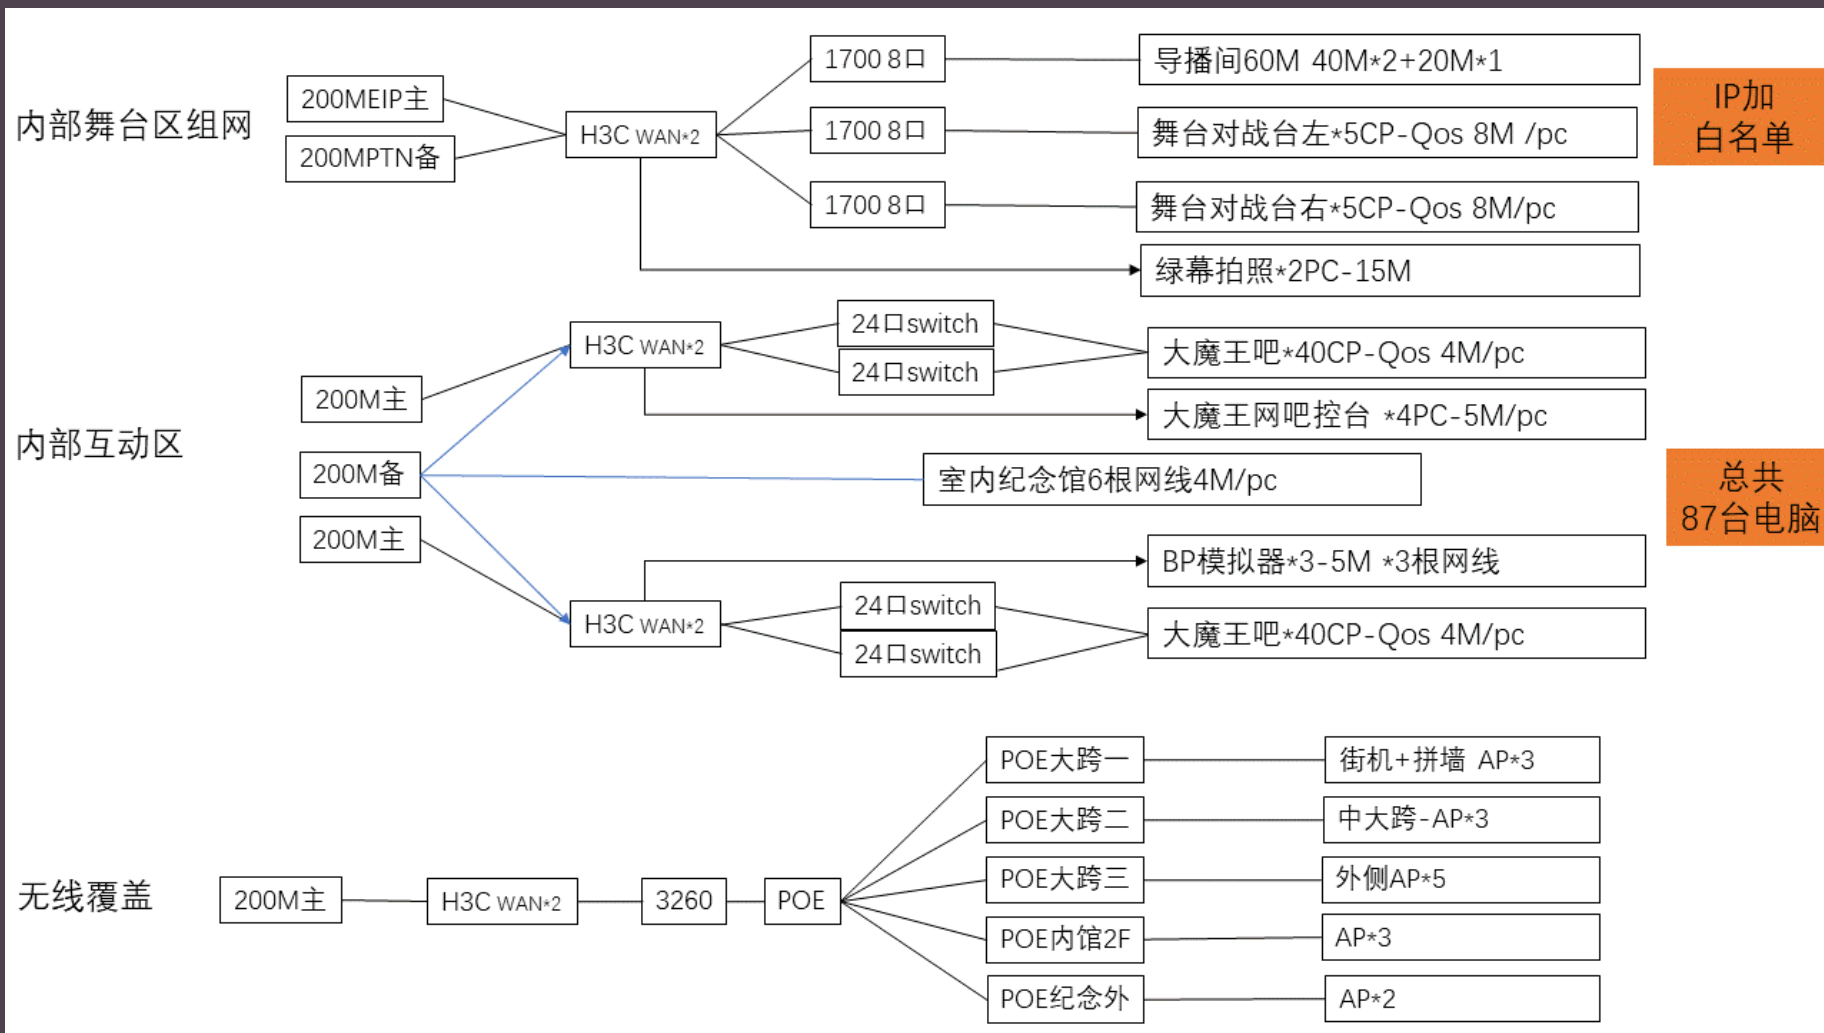 内部舞台区组网
200MEIP主
200MPTN备
H3C WAN*2
1700 8口
导播间60M 40M*2+20M*1
1700 8口
舞台对战台左*5CP-Qos 8M /pc
1700 8口
舞台对战台右*5CP-Qos 8M/pc
绿幕拍照*2PC-15M
IP加
白名单
内部互动区
200M主
200M备
200M主
H3C WAN*2
24口switch
24口switch
大魔王吧*40CP-Qos 4M/pc
大魔王网吧控台 *4PC-5M/pc
室内纪念馆6根网线4M/pc
BP模拟器*3-5M *3根网线
H3C WAN*2
24口switch
24口switch
大魔王吧*40CP-Qos 4M/pc
总共
87台电脑
无线覆盖
200M主
H3C WAN*2
3260
POE
POE大跨一
街机+拼墙 AP*3
POE大跨二
中大跨-AP*3
POE大跨三
外侧AP*5
POE内馆2F
AP*3
POE纪念外
AP*2